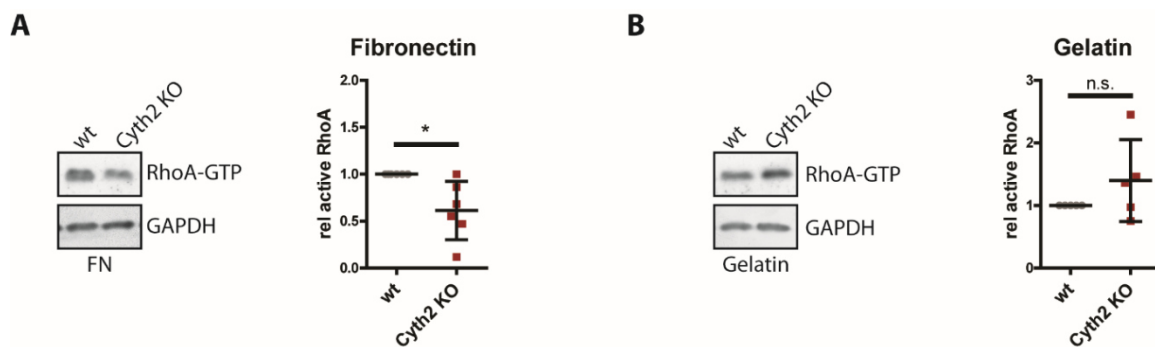 A
wt
Cyth2 KO
RhoA-GTP
GAPDH
FN
Fibronectin
rel active RhoA
2.0
1.5
1.0
0.5
0.0
*
wt
Cyth2 KO
B
wt
Cyth2 KO
RhoA-GTP
GAPDH
Gelatin
Gelatin
rel active RhoA
3
2
1
0
n.s.
wt
Cyth2 KO